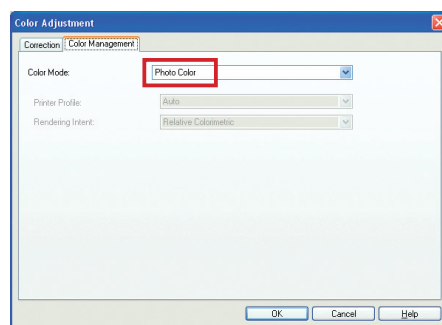 Color Adjustment
Correction Color Management
Color Mode: Photo Color
Printer Profile: Auto
Rendering Intent: Relative Colorimetric
OK Cancel Help